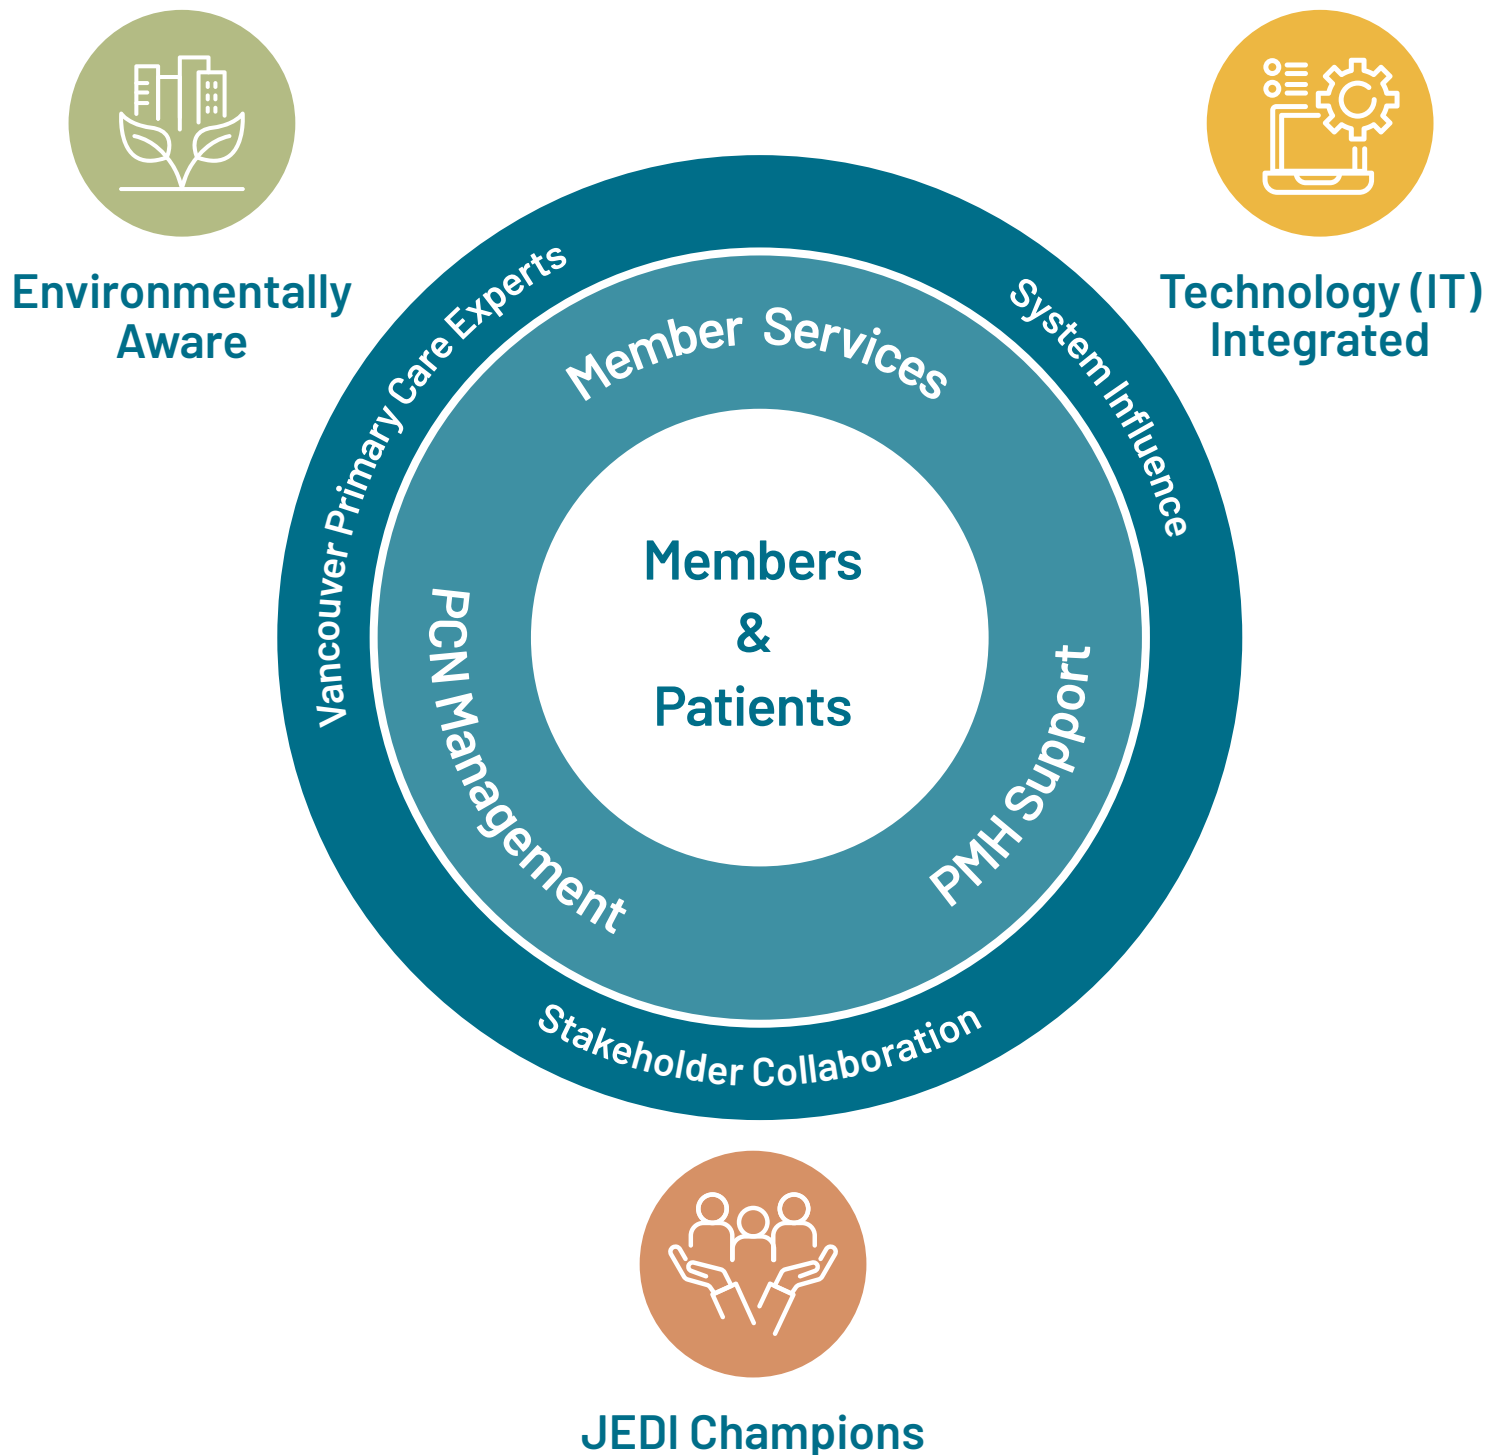 Environmentally
Aware
Technology (IT)
Integrated
Vancouver Primary Care Experts
System Influence
Member Services
Members
&
Patients
PCN Management
PMH Support
Stakeholder Collaboration
JEDI Champions